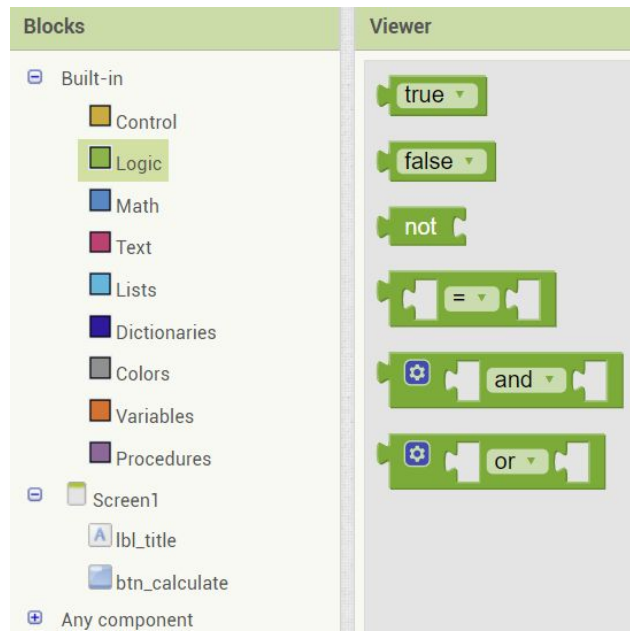 Blocks
Built-in
Control
Logic
Math
Text
Lists
Dictionaries
Colors
Variables
Procedures
Screen1
lbl_title
btn_calculate
Any component
Viewer
true
false
not
=
and
or